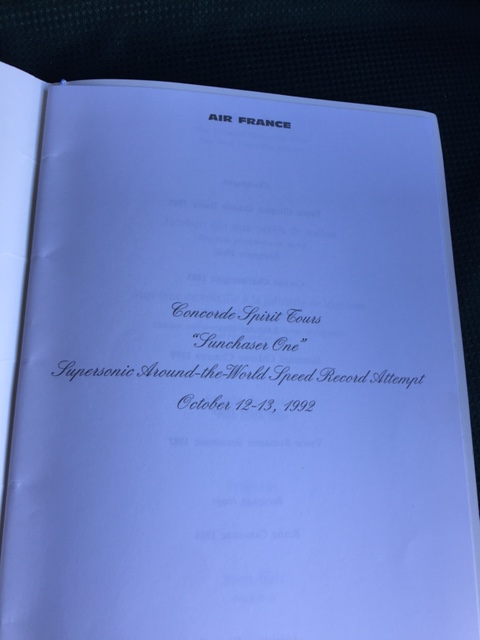 AIR FRANCE
Concorde Spirit Tours
"Sunchaser One"
Supersonic Around-the-World Speed Record Attempt
October 12-13, 1992